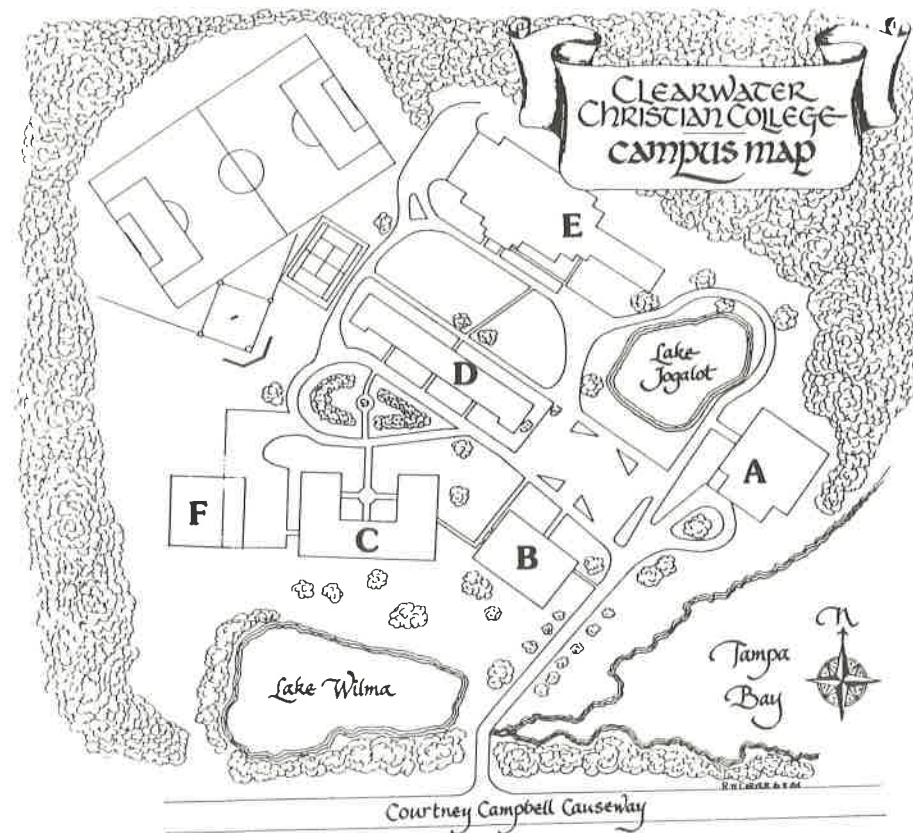 CLEARWATER
CHRISTIAN COLLEGE
CAMPUS MAP
E
Lake
Jogalot
D
A
F
C
B
N
Tampa
Bay
Lake Wilma
Courtney Campbell Causeway